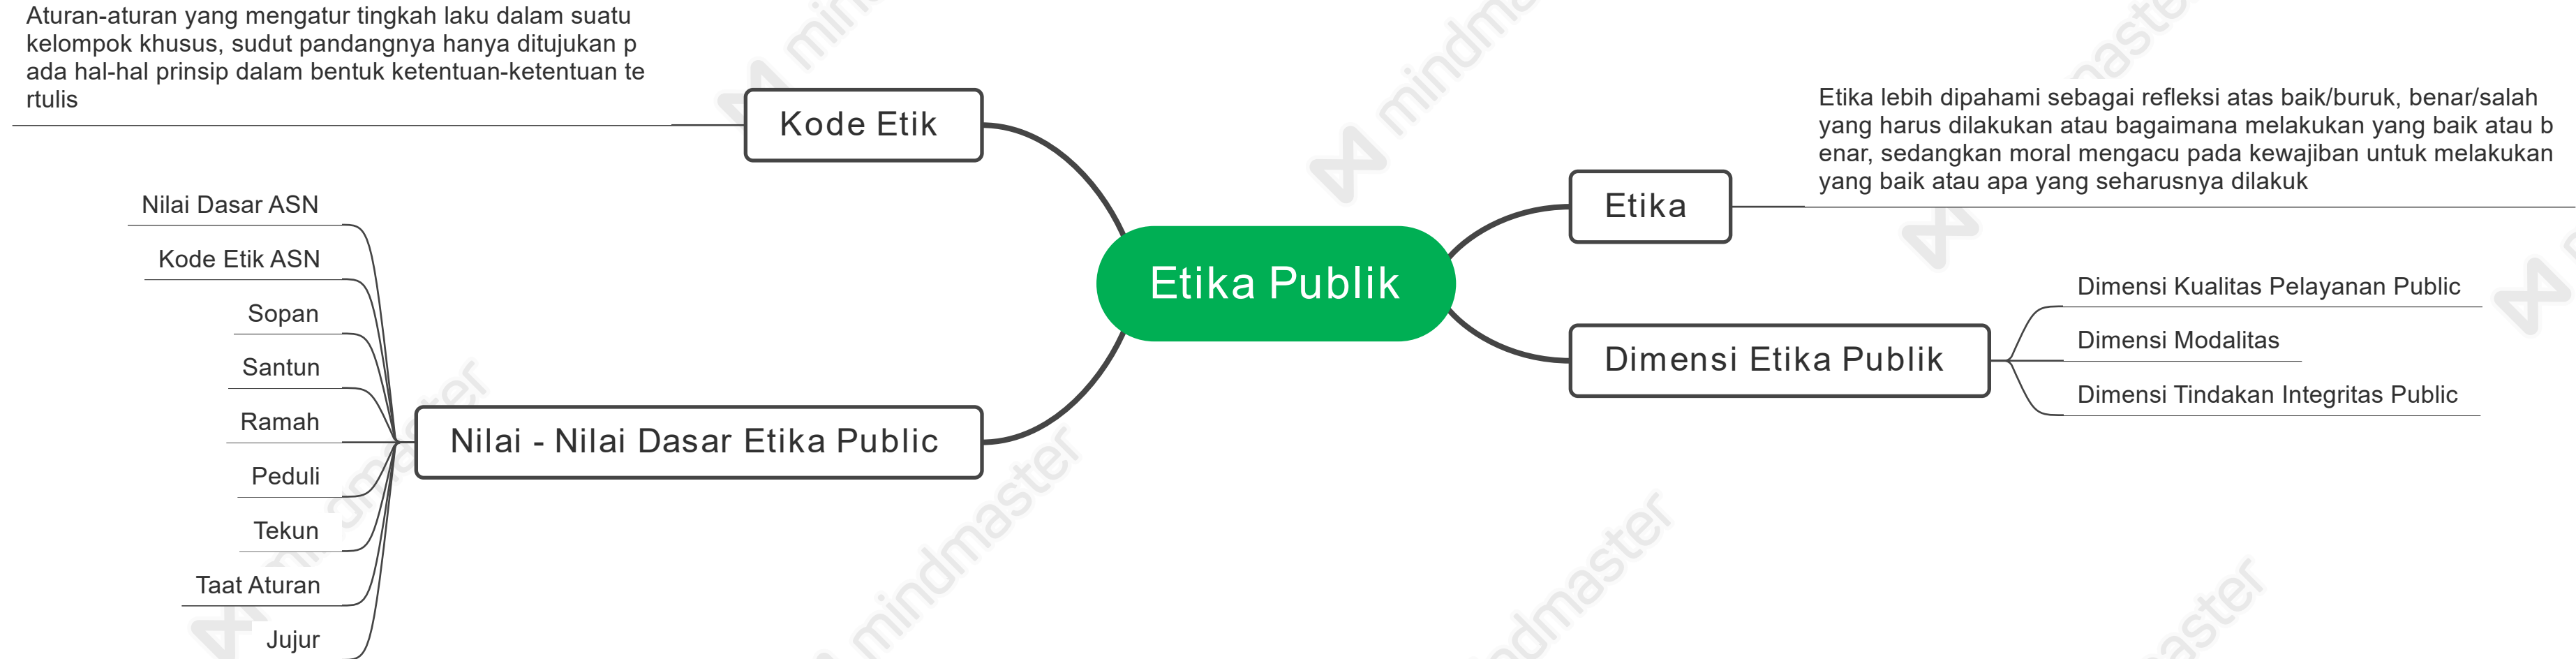 Aturan-aturan yang mengatur tingkah laku dalam suatu
kelompok khusus, sudut pandangnya hanya ditujukan p
ada hal-hal prinsip dalam bentuk ketentuan-ketentuan te
rtulis
Kode Etik
Nilai Dasar ASN
Kode Etik ASN
Sopan
Santun
Ramah
Peduli
Tekun
Taat Aturan
Jujur
Nilai - Nilai Dasar Etika Public
Etika Publik
Etika
Etika lebih dipahami sebagai refleksi atas baik/buruk, benar/salah
yang harus dilakukan atau bagaimana melakukan yang baik atau b
enar, sedangkan moral mengacu pada kewajiban untuk melakukan
yang baik atau apa yang seharusnya dilakuk
Dimensi Etika Publik
Dimensi Kualitas Pelayanan Public
Dimensi Modalitas
Dimensi Tindakan Integritas Public
mindmaster